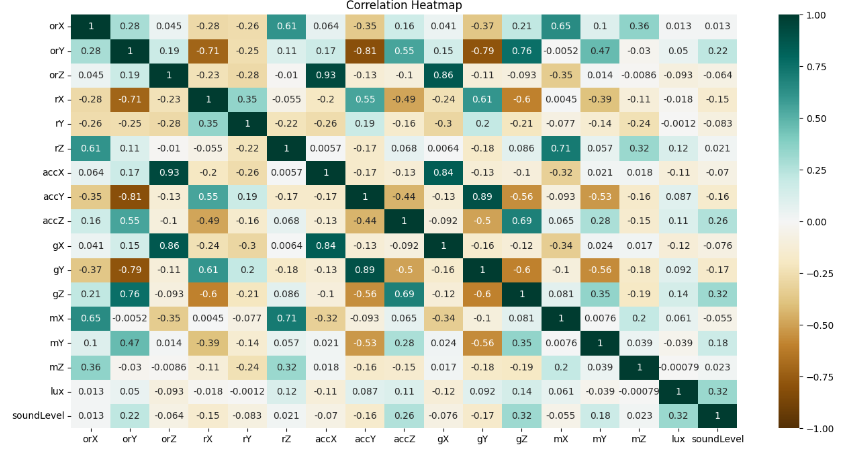 Correlation Heatmap
orX 1 0.28 0.045 -0.28 -0.26 0.61 0.064 -0.35 0.16 0.041 -0.37 0.21 0.65 0.1 0.36 0.013 0.013
orY 0.28 1 0.19 -0.71 -0.25 0.11 0.17 -0.81 0.55 0.15 -0.79 0.76 -0.0052 0.47 -0.03 0.05 0.22
orZ 0.045 0.19 1 -0.23 -0.28 -0.01 0.93 -0.13 -0.1 0.86 -0.11 -0.093 -0.35 0.014 -0.0086 -0.093 -0.064
rX -0.28 -0.71 -0.23 1 0.35 -0.055 -0.2 0.55 -0.49 -0.24 0.61 -0.6 0.0045 -0.39 -0.11 -0.018 -0.15
rY -0.26 -0.25 -0.28 0.35 1 -0.22 -0.26 0.19 -0.16 -0.3 0.2 -0.21 -0.077 -0.14 -0.24 -0.0012 -0.083
rZ 0.61 0.11 -0.01 -0.055 -0.22 1 0.0057 -0.17 0.068 0.0064 -0.18 0.086 0.71 0.057 0.32 0.12 0.021
accX 0.064 0.17 0.93 -0.2 -0.26 0.0057 1 -0.17 -0.13 0.84 -0.13 -0.1 -0.32 0.021 0.018 -0.11 -0.07
accY -0.35 -0.81 -0.13 0.55 0.19 -0.17 -0.17 1 -0.44 -0.13 0.89 -0.56 -0.093 -0.53 -0.16 0.087 -0.16
accZ 0.16 0.55 -0.1 -0.49 -0.16 0.068 -0.13 -0.44 1 -0.092 -0.5 0.69 0.065 0.28 -0.15 0.11 0.26
gX 0.041 0.15 0.86 -0.24 -0.3 0.0064 0.84 -0.13 -0.092 1 -0.16 -0.12 -0.34 0.024 0.017 -0.12 -0.076
gY -0.37 -0.79 -0.11 0.61 0.2 -0.18 -0.13 0.89 -0.5 -0.16 1 -0.6 -0.1 -0.56 -0.18 0.092 -0.17
gZ 0.21 0.76 -0.093 -0.6 -0.21 0.086 -0.1 -0.56 0.69 -0.12 -0.6 1 0.081 0.35 -0.19 0.14 0.32
mX 0.65 -0.0052 -0.35 0.0045 -0.077 0.71 -0.32 -0.093 0.065 -0.34 -0.1 0.081 1 0.0076 0.2 0.061 -0.055
mY 0.1 0.47 0.014 -0.39 -0.14 0.057 0.021 -0.53 0.28 0.024 -0.56 0.35 0.0076 1 0.039 -0.039 0.18
mZ 0.36 -0.03 -0.0086 -0.11 -0.24 0.32 0.018 -0.16 -0.15 0.017 -0.18 -0.19 0.2 0.039 1 -0.00079 0.023
lux 0.013 0.05 -0.093 -0.018 -0.0012 0.12 -0.11 0.087 0.11 -0.12 0.092 0.14 0.061 -0.039 -0.00079 1 0.32
soundLevel 0.013 0.22 -0.064 -0.15 -0.083 0.021 -0.07 -0.16 0.26 -0.076 -0.17 0.32 -0.055 0.18 0.023 0.32 1
orX orY orZ rX rY rZ accX accY accZ gX gY gZ mX mY mZ lux soundLevel
1.00
0.75
0.50
0.25
0.00
-0.25
-0.50
-0.75
-1.00